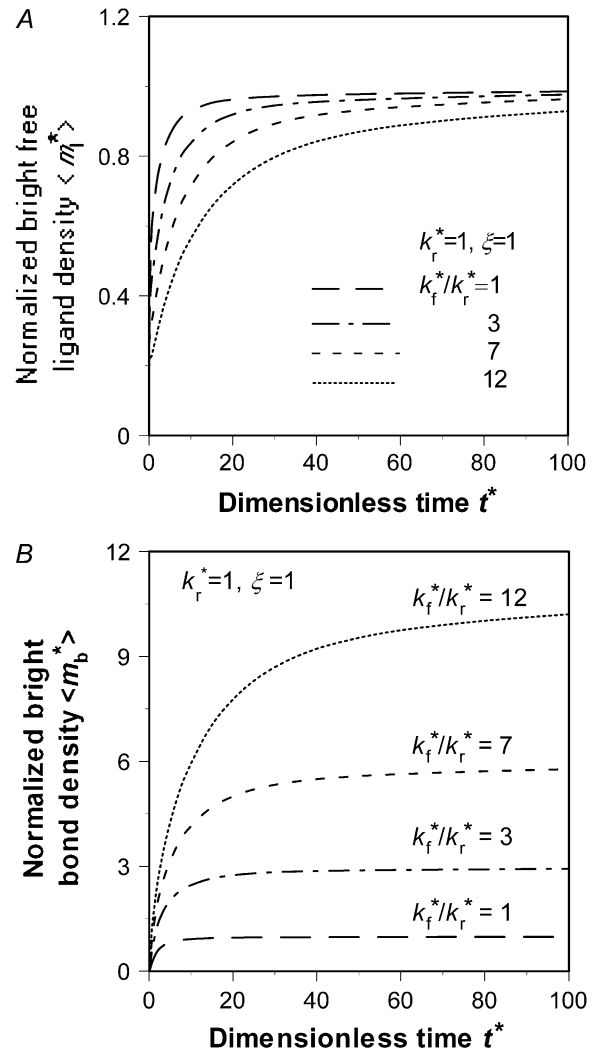 A
Normalized bright free
ligand density < m*l >
1.2
0.8
0.4
0
k*r=1, ξ=1
k*f/k*r=1
3
7
12
0 20 40 60 80 100
Dimensionless time t*
B
Normalized bright
bond density <m*b>
12
9
6
3
0
k*r=1, ξ =1
k*f/k*r = 12
k*f/k*r = 7
k*f/k*r = 3
k*f/k*r = 1
0 20 40 60 80 100
Dimensionless time t*